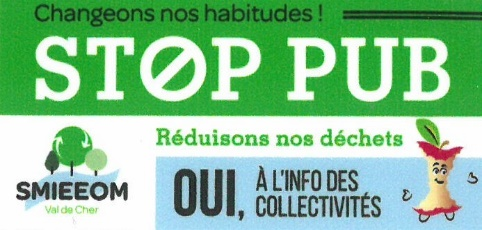 Changeons nos habitudes !
STOP PUB
Réduisons nos déchets
SMIEEOM
Val de Cher
OUI, À L'INFO DES
COLLECTIVITÉS